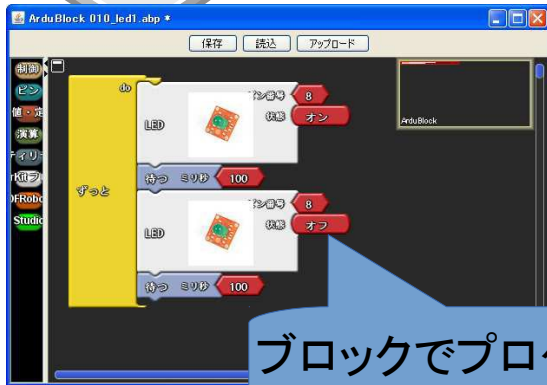 ArduBlock 010_led1.abp *
保存 読込 アップロード
制御
ピン
値・定
演算
ティリ
rKitブ
DFRobo
Studio
ArduBlock
do
ピン番号 8
LED 状態 オン
待つ ミリ秒 100
ずっと
ピン番号 8
LED 状態 オフ
待つ ミリ秒 100
ブロックでプロ